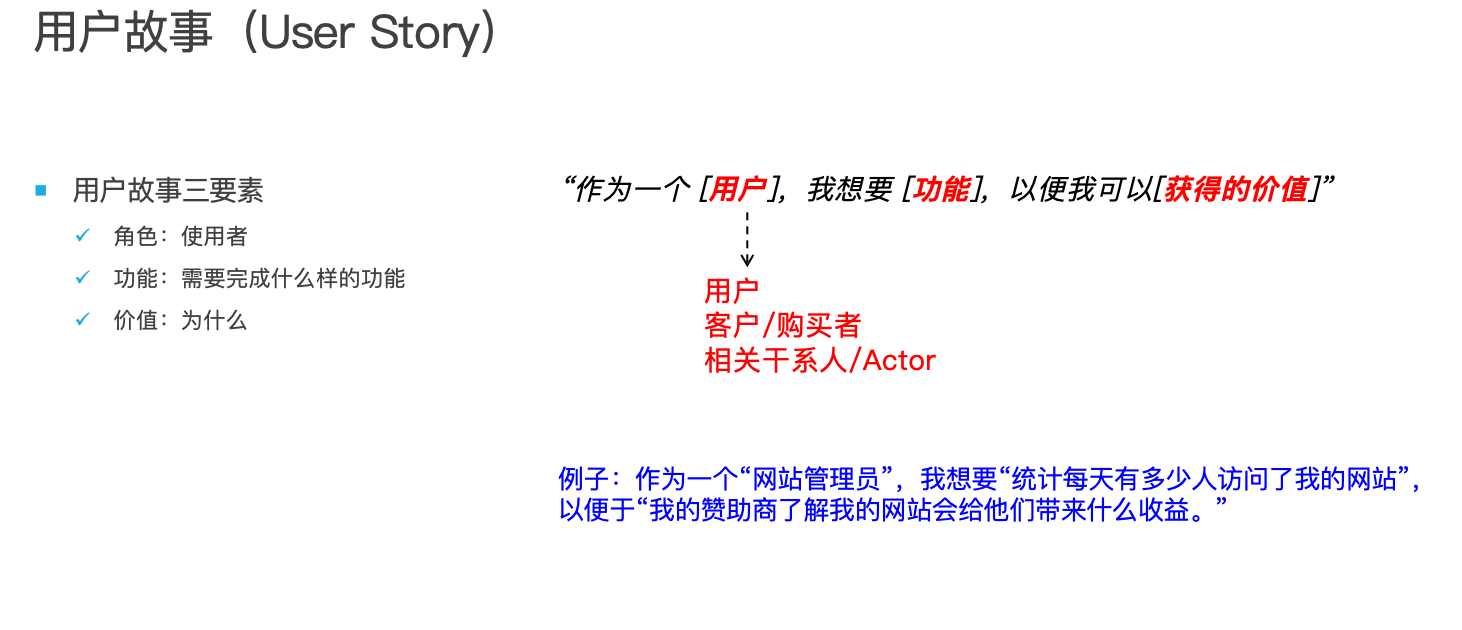 用户故事（User Story）
用户故事三要素
角色：使用者
功能：需要完成什么样的功能
价值：为什么
“作为一个 [用户]，我想要 [功能]，以便我可以[获得的价值]”
用户
客户/购买者
相关干系人/Actor
例子：作为一个“网站管理员”，我想要“统计每天有多少人访问了我的网站”，
以便于“我的赞助商了解我的网站会给他们带来什么收益。”